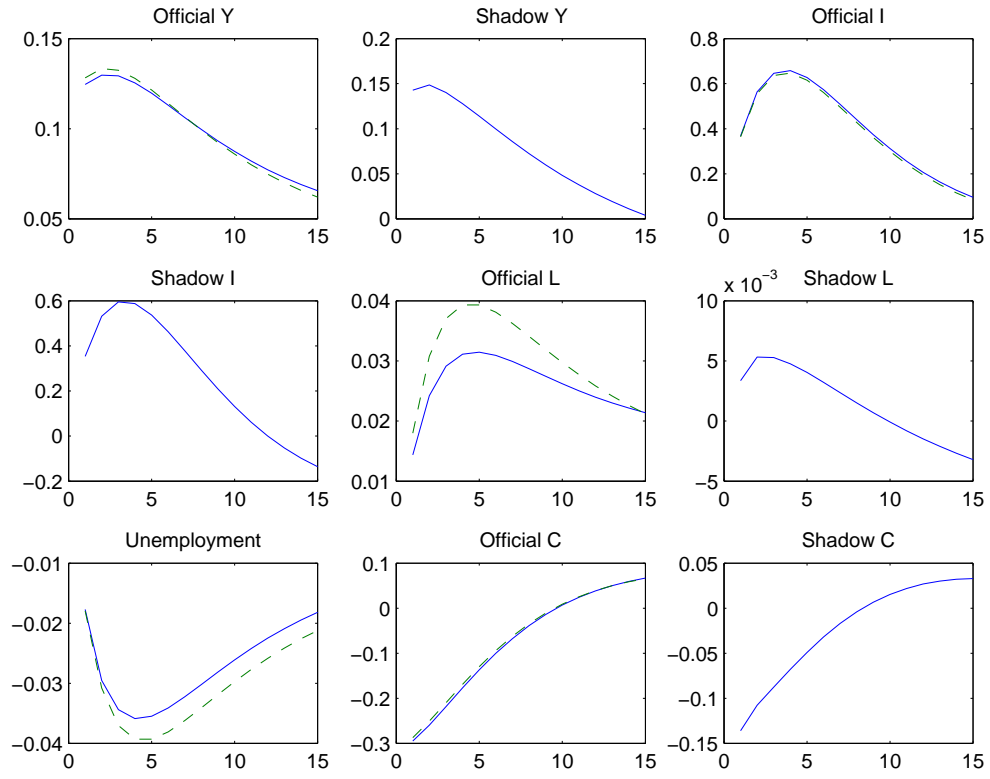 Official Y
0.15
0.1
0.05
0 5 10 15
Shadow Y
0.2
0.15
0.1
0.05
0
0 5 10 15
Official I
0.8
0.6
0.4
0.2
0
0 5 10 15
Shadow I
0.6
0.4
0.2
0
−0.2
0 5 10 15
Official L
0.04
0.03
0.02
0.01
0 5 10 15
x 10−3 Shadow L
10
5
0
−5
0 5 10 15
Unemployment
−0.01
−0.02
−0.03
−0.04
0 5 10 15
Official C
0.1
0
−0.1
−0.2
−0.3
0 5 10 15
Shadow C
0.05
0
−0.05
−0.1
−0.15
0 5 10 15